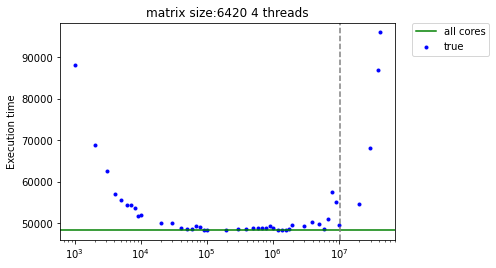 matrix size:6420 4 threads
all cores
true
Execution time
90000
80000
70000
60000
50000
10³ 10⁴ 10⁵ 10⁶ 10⁷